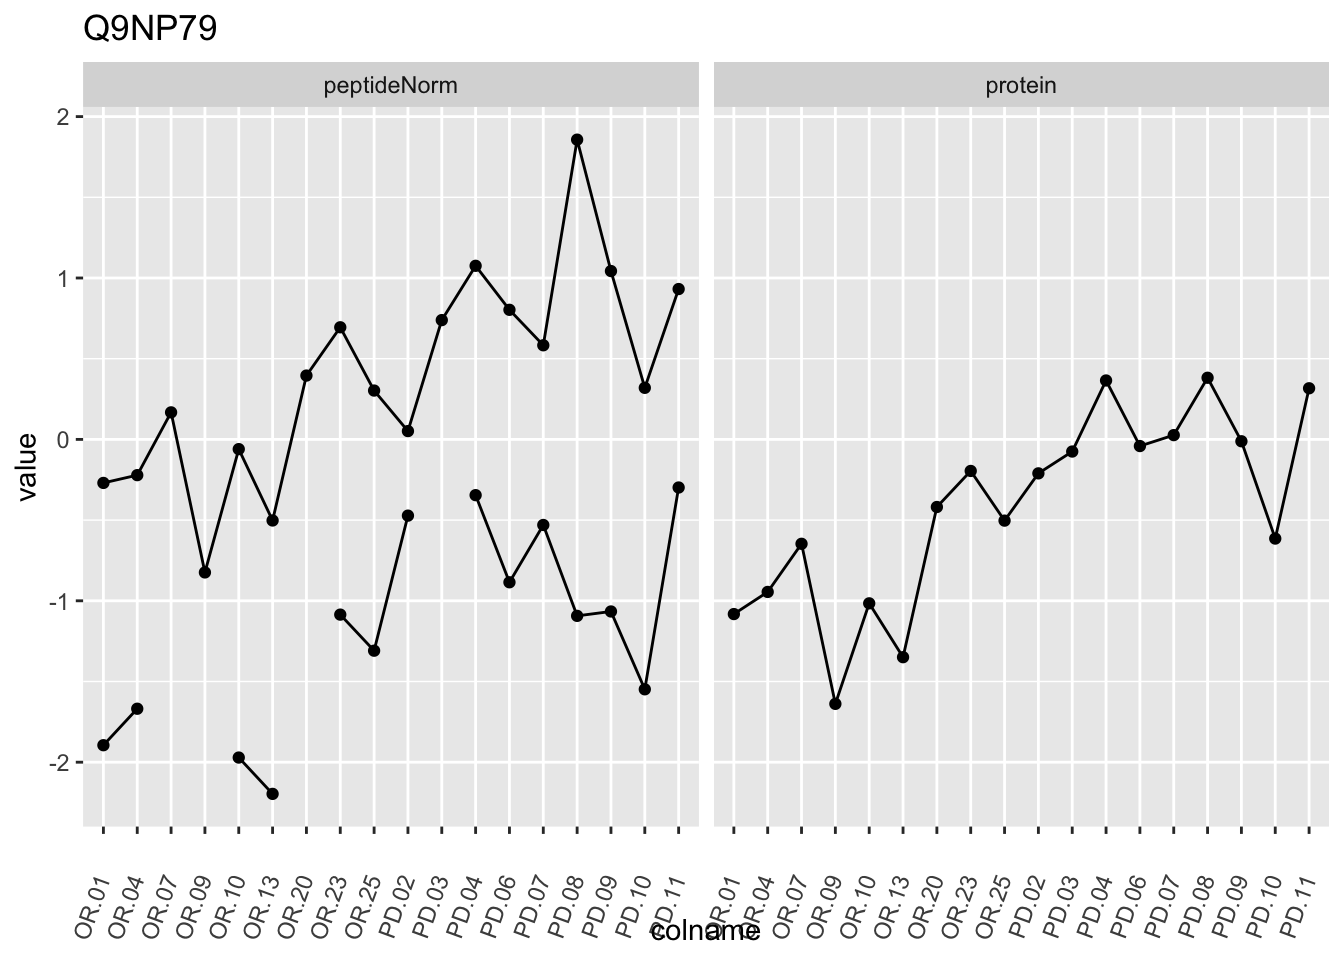 Q9NP79
peptideNorm
protein
value
2
1
0
-1
-2
OR.01
OR.04
OR.07
OR.09
OR.10
OR.13
OR.20
OR.23
OR.25
PD.02
PD.03
PD.04
PD.06
PD.07
PD.08
PD.09
PD.10
PD.11
OR.01
OR.04
OR.07
OR.09
OR.10
OR.13
OR.20
OR.23
OR.25
PD.02
PD.03
PD.04
PD.06
PD.07
PD.08
PD.09
PD.10
PD.11
colname